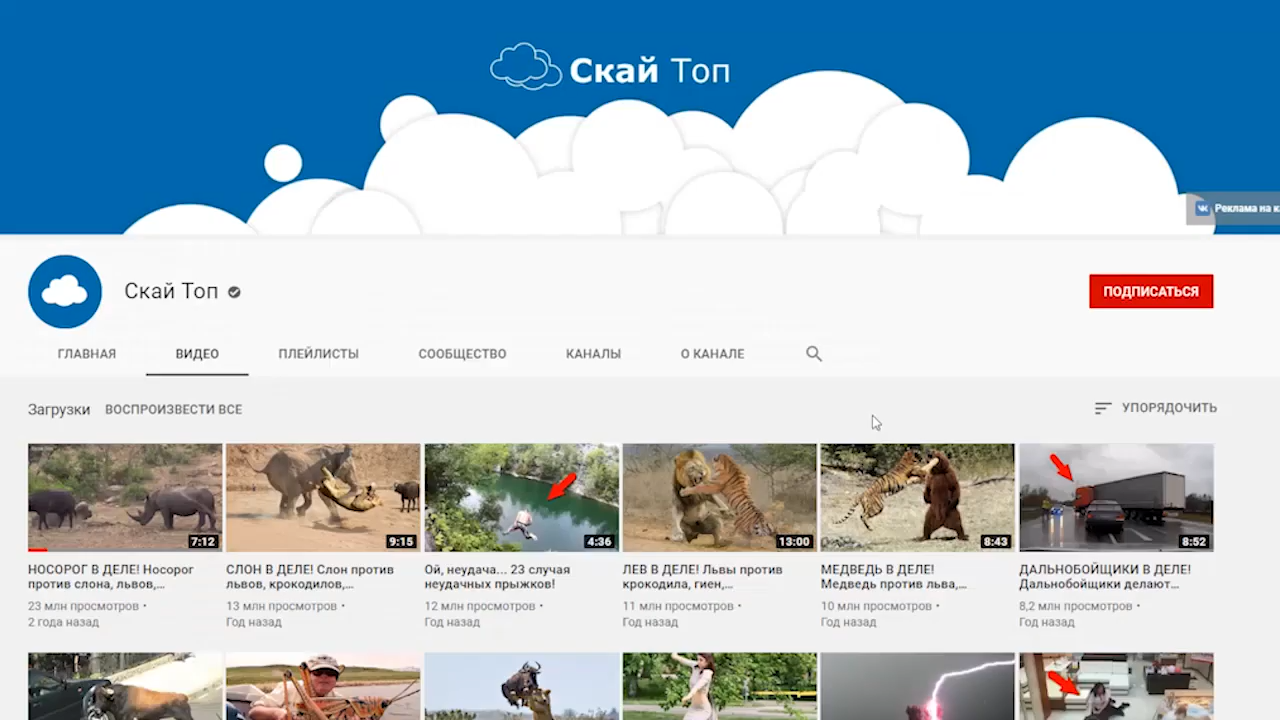 Скай Топ
Реклама на
Скай Топ
ПОДПИСАТЬСЯ
ГЛАВНАЯ ВИДЕО ПЛЕЙЛИСТЫ СООБЩЕСТВО КАНАЛЫ О КАНАЛЕ
Загрузки ВОСПРОИЗВЕСТИ ВСЕ УПОРЯДОЧИТЬ
7:12 9:15 4:36 13:00 8:43 8:52
НОСОРОГ В ДЕЛЕ! Носорог
против слона, львов,...
23 млн просмотров •
2 года назад
СЛОН В ДЕЛЕ! Слон против
львов, крокодилов,...
13 млн просмотров •
Год назад
Ой, неудача... 23 случая
неудачных прыжков!
12 млн просмотров •
Год назад
ЛЕВ В ДЕЛЕ! Львы против
крокодила, гиен,...
11 млн просмотров •
Год назад
МЕДВЕДЬ В ДЕЛЕ!
Медведь против льва,...
10 млн просмотров •
Год назад
ДАЛЬНОБОЙЩИКИ В ДЕЛЕ!
Дальнобойщики делают...
8,2 млн просмотров •
Год назад